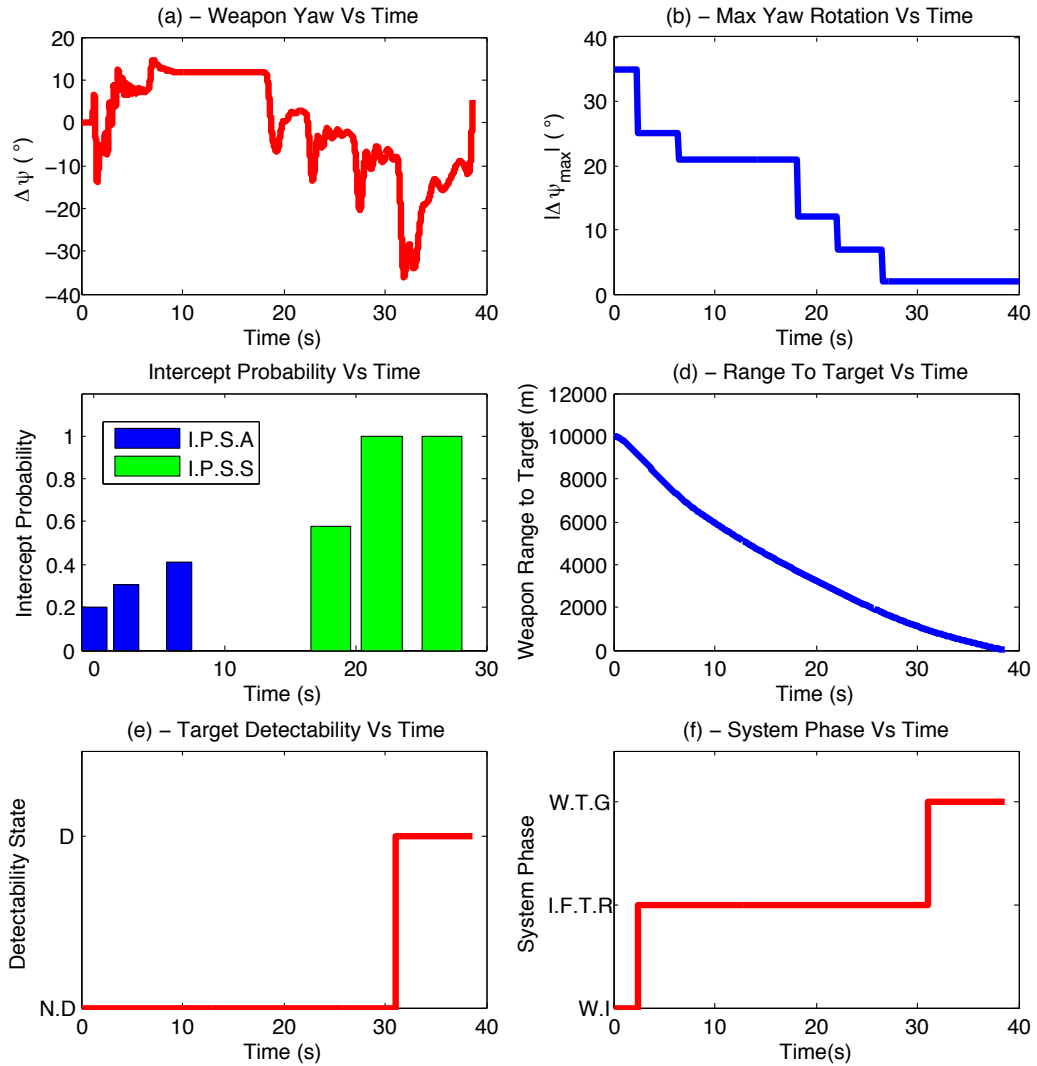 (a) – Weapon Yaw Vs Time
20
10
0
−10
−20
−30
−40
Δ ψ ( °)
0
10
20
30
40
Time (s)
(b) – Max Yaw Rotation Vs Time
40
30
20
10
0
|Δ ψmax| ( °)
0
10
20
30
40
Time (s)
Intercept Probability Vs Time
1
0.8
0.6
0.4
0.2
0
Intercept Probability
I.P.S.A
I.P.S.S
0
10
20
30
Time (s)
(d) – Range To Target Vs Time
12000
10000
8000
6000
4000
2000
0
Weapon Range to Target (m)
0
10
20
30
40
Time (s)
(e) – Target Detectability Vs Time
D
N.D
Detectability State
0
10
20
30
40
Time (s)
(f) – System Phase Vs Time
W.T.G
I.F.T.R
W.I
System Phase
0
10
20
30
40
Time(s)